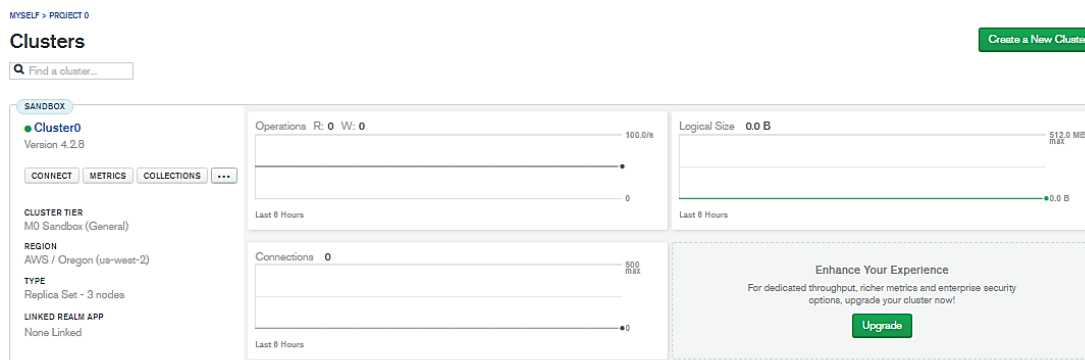 MYSELF > PROJECT 0
Clusters
Create a New Cluste
Find a cluster...
SANDBOX
Cluster0
Version 4.2.8
CONNECT
METRICS
COLLECTIONS
...
CLUSTER TIER
M0 Sandbox (General)
REGION
AWS / Oregon (us-west-2)
TYPE
Replica Set - 3 nodes
LINKED REALM APP
None Linked
Operations R: 0 W: 0
100.0/s
0
Last 6 Hours
Logical Size 0.0 B
512.0 MB
max
0.0 B
Last 6 Hours
Connections 0
500
max
0
Last 6 Hours
Enhance Your Experience
For dedicated throughput, richer metrics and enterprise security
options, upgrade your cluster now!
Upgrade